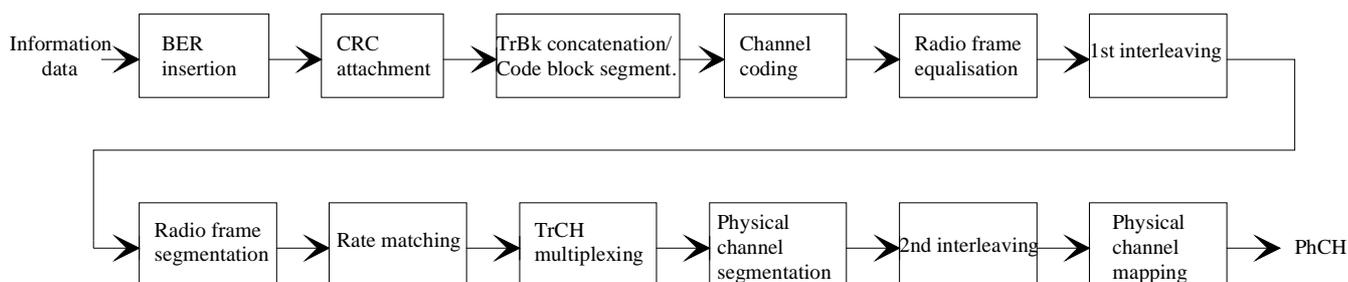 Information
data
BER
insertion
CRC
attachment
TrBk concatenation/
Code block segment.
Channel
coding
Radio frame
equalisation
1st interleaving
Radio frame
segmentation
Rate matching
TrCH
multiplexing
Physical
channel
segmentation
2nd interleaving
Physical
channel
mapping
PhCH